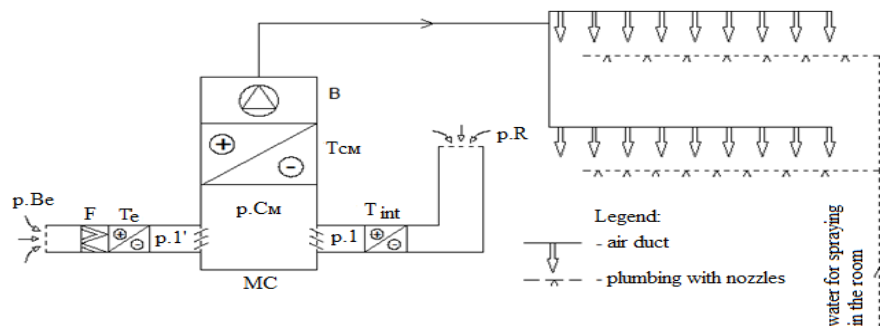 B
Tсм
p.R
p.Be
F
Te
p.1'
p.См
p.1
T int
MC
Legend:
- air duct
- plumbing with nozzles
water for spraying
in the room